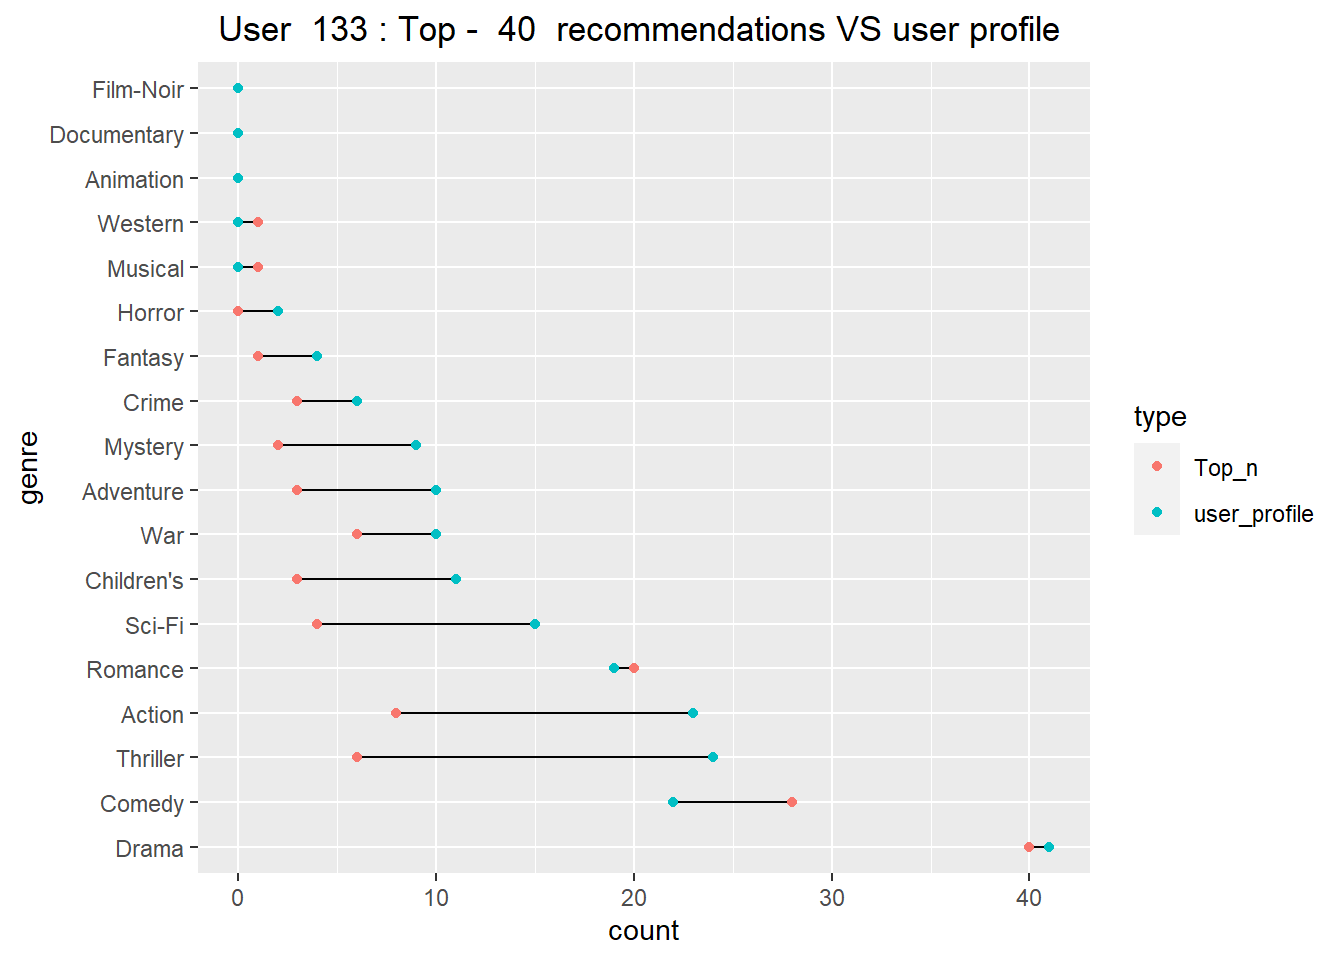 User  133 : Top -  40  recommendations VS user profile
Film-Noir
Documentary
Animation
Western
Musical
Horror
Fantasy
Crime
Mystery
Adventure
War
Children's
Sci-Fi
Romance
Action
Thriller
Comedy
Drama
genre
0 10 20 30 40
count
type
Top_n
user_profile